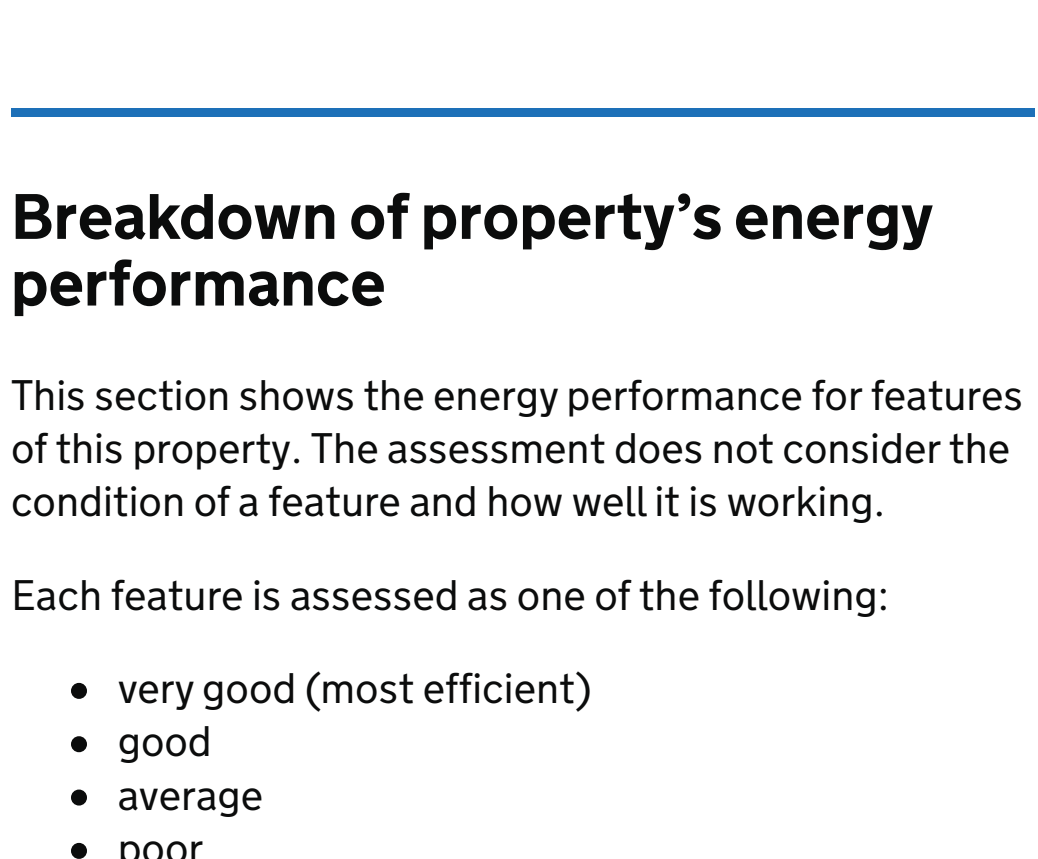 Breakdown of property’s energy
performance
This section shows the energy performance for features
of this property. The assessment does not consider the
condition of a feature and how well it is working.
Each feature is assessed as one of the following:
• very good (most efficient)
• good
• average
• poor